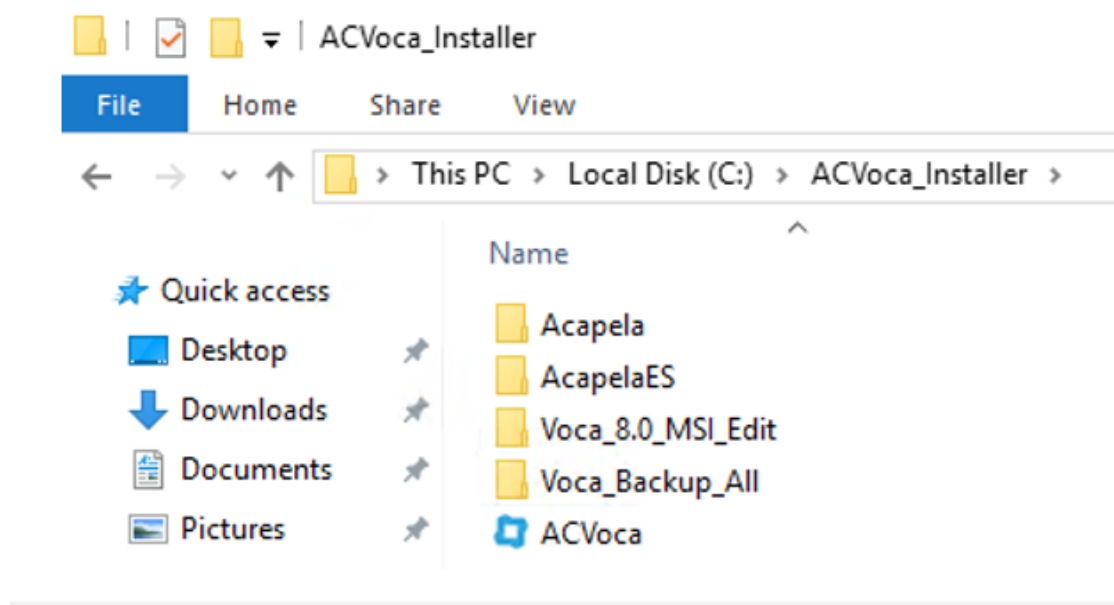 ACVoca_Installer
File Home Share View
This PC > Local Disk (C:) > ACVoca_Installer >
Name
Quick access
Desktop
Downloads
Documents
Pictures
Acapela
AcapelaES
Voca_8.0_MSI_Edit
Voca_Backup_All
ACVoca